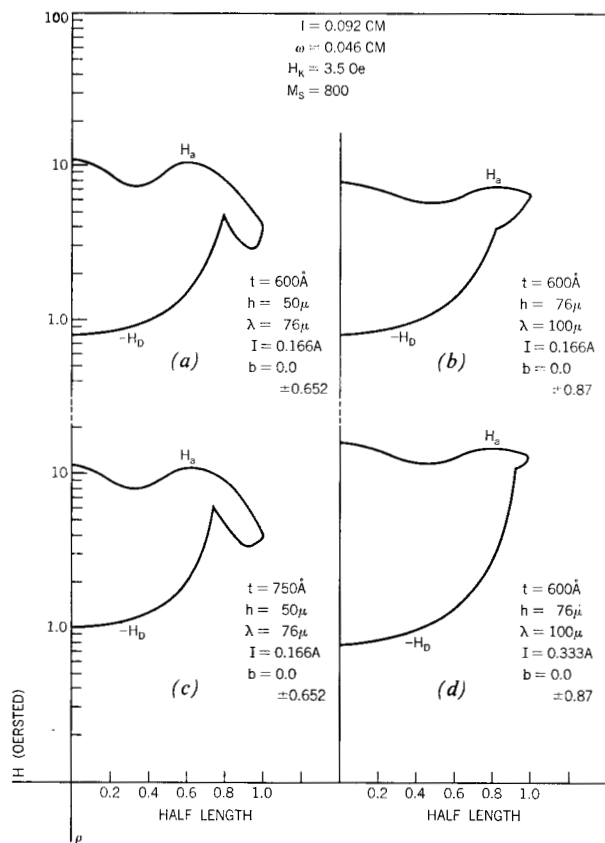 l = 0.092 CM
ω = 0.046 CM
H_K = 3.5 Oe
M_S = 800
100
10
1.0
H_a
-H_D
(a)
t = 600Å
h = 50μ
λ = 76μ
I = 0.166A
b = 0.0
±0.652
H_a
-H_D
(b)
t = 600Å
h = 76μ
λ = 100μ
I = 0.166A
b = 0.0
±0.87
10
1.0
H_a
-H_D
(c)
t = 750Å
h = 50μ
λ = 76μ
I = 0.166A
b = 0.0
±0.652
H_a
-H_D
(d)
t = 600Å
h = 76μ
λ = 100μ
I = 0.333A
b = 0.0
±0.87
H (OERSTED)
0.2 0.4 0.6 0.8 1.0
HALF LENGTH
0.2 0.4 0.6 0.8 1.0
HALF LENGTH
ρ